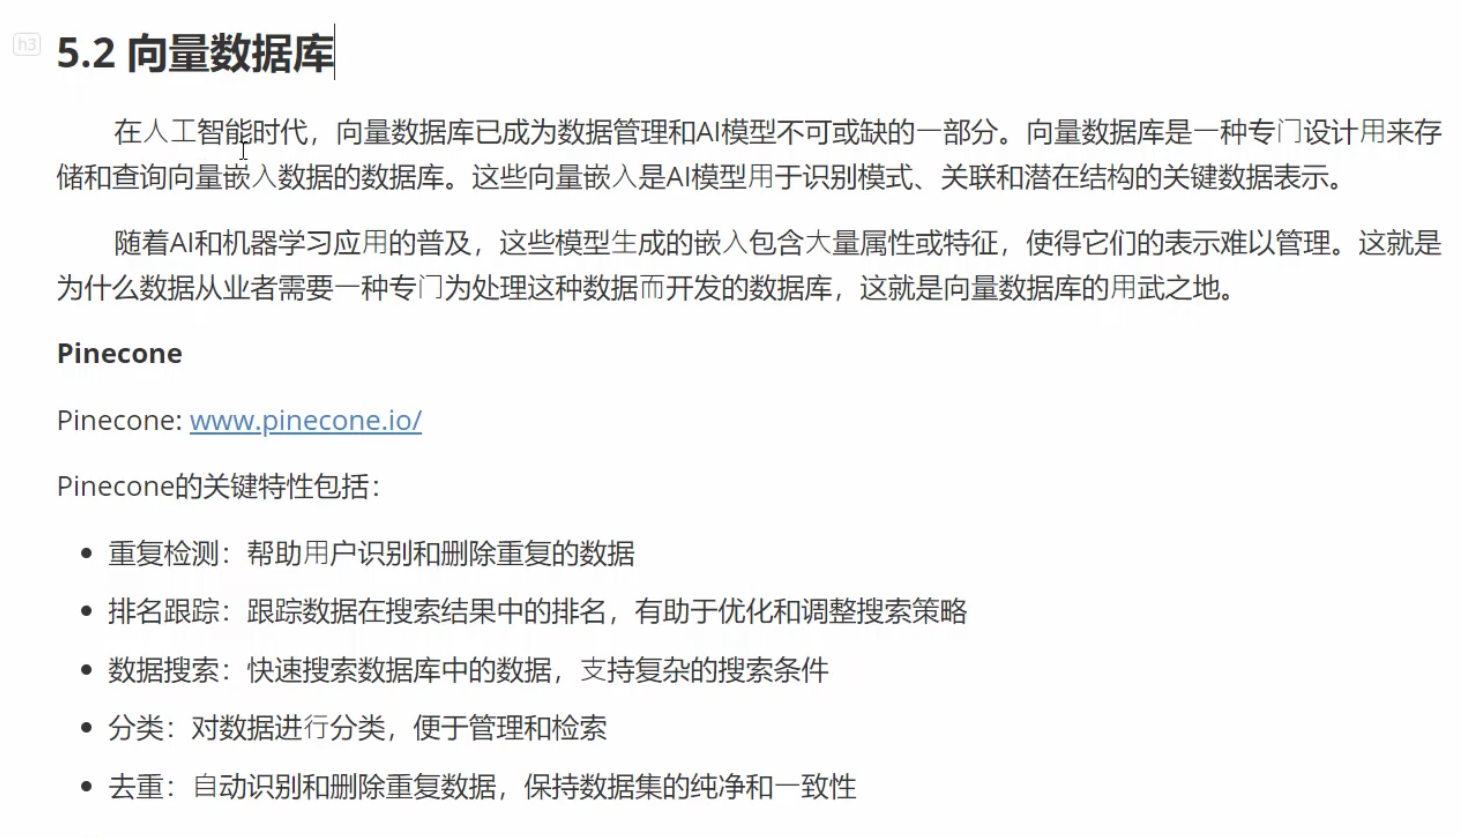 h3
5.2 向量数据库
在人工智能时代，向量数据库已成为数据管理和AI模型不可或缺的一部分。向量数据库是一种专门设计用来存
储和查询向量嵌入数据的数据库。这些向量嵌入是AI模型用于识别模式、关联和潜在结构的关键数据表示。
随着AI和机器学习应用的普及，这些模型生成的嵌入包含大量属性或特征，使得它们的表示难以管理。这就是
为什么数据从业者需要一种专门为处理这种数据而开发的数据库，这就是向量数据库的用武之地。
Pinecone
Pinecone: www.pinecone.io/
Pinecone的关键特性包括：
• 重复检测：帮助用户识别和删除重复的数据
• 排名跟踪：跟踪数据在搜索结果中的排名，有助于优化和调整搜索策略
• 数据搜索：快速搜索数据库中的数据，支持复杂的搜索条件
• 分类：对数据进行分类，便于管理和检索
• 去重：自动识别和删除重复数据，保持数据集的纯净和一致性